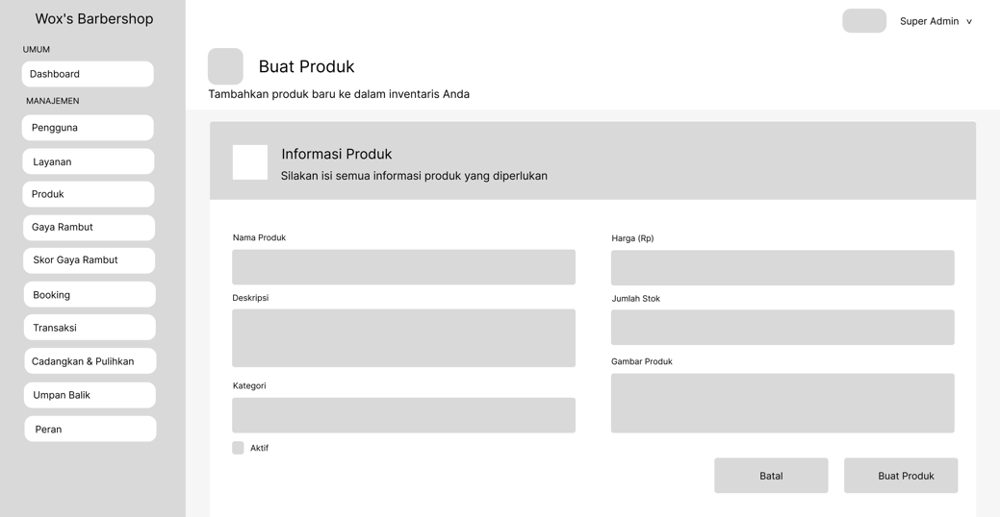 Wox's Barbershop
UMUM
Dashboard
MANAJEMEN
Pengguna
Layanan
Produk
Gaya Rambut
Skor Gaya Rambut
Booking
Transaksi
Cadangkan & Pulihkan
Umpan Balik
Peran
Super Admin v
Buat Produk
Tambahkan produk baru ke dalam inventaris Anda
Informasi Produk
Silakan isi semua informasi produk yang diperlukan
Nama Produk
Deskripsi
Kategori
Aktif
Harga (Rp)
Jumlah Stok
Gambar Produk
Batal
Buat Produk